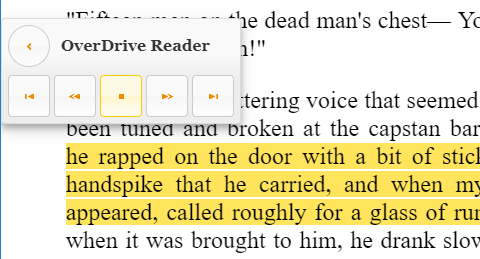 "Fifteen men on the dead man's chest— Yo
OverDrive Reader
n!"
ttering voice that seemed
been tuned and broken at the capstan bar
he rapped on the door with a bit of stick
handspike that he carried, and when my
appeared, called roughly for a glass of rum
when it was brought to him, he drank slow